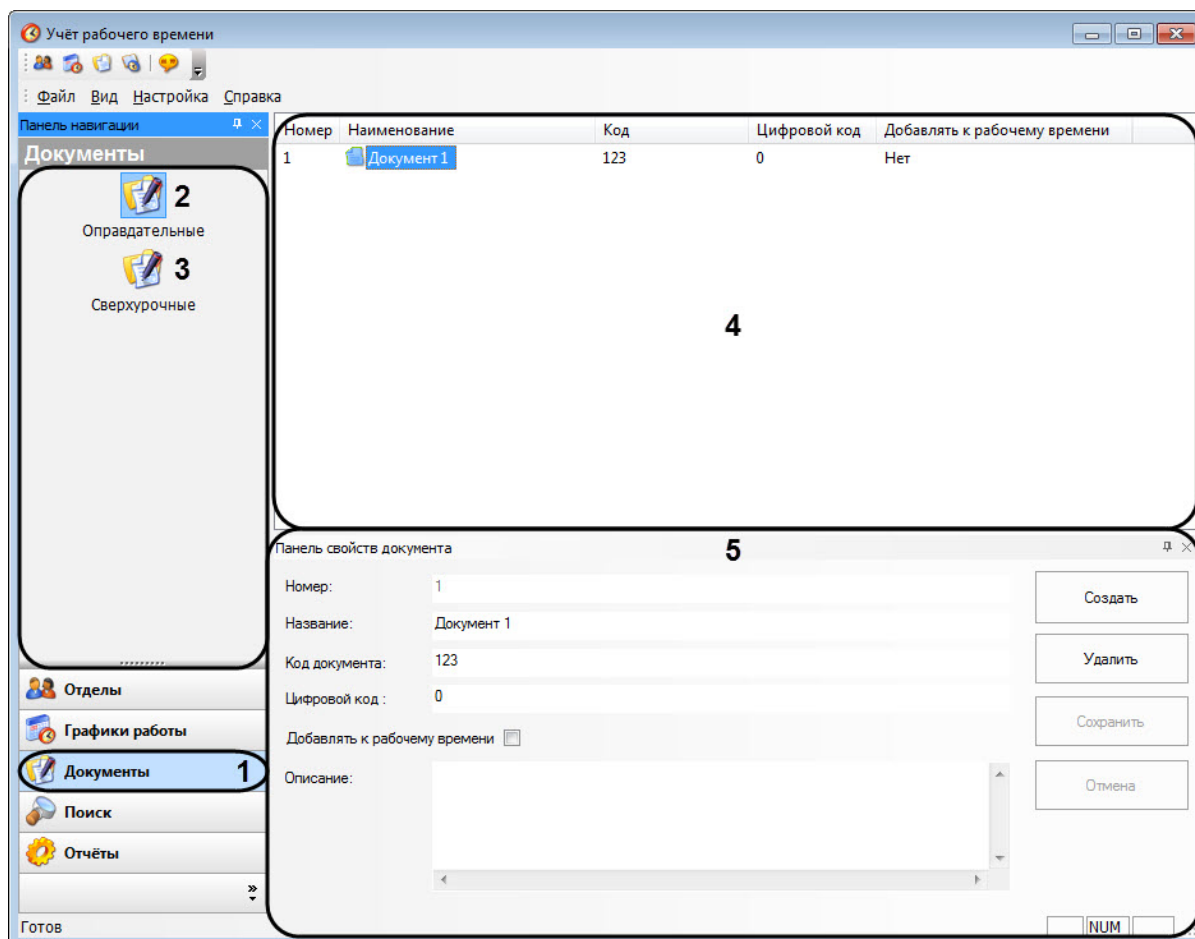 Учёт рабочего времени
Файл Вид Настройка Справка
Панель навигации
Документы
2
Оправдательные
3
Сверхурочные
Отделы
Графики работы
Документы 1
Поиск
Отчёты
Номер Наименование Код Цифровой код Добавлять к рабочему времени
1 Документ 1 123 0 Нет
4
Панель свойств документа 5
Номер: 1
Название: Документ 1
Код документа: 123
Цифровой код : 0
Добавлять к рабочему времени
Описание:
Создать
Удалить
Сохранить
Отмена
Готов NUM